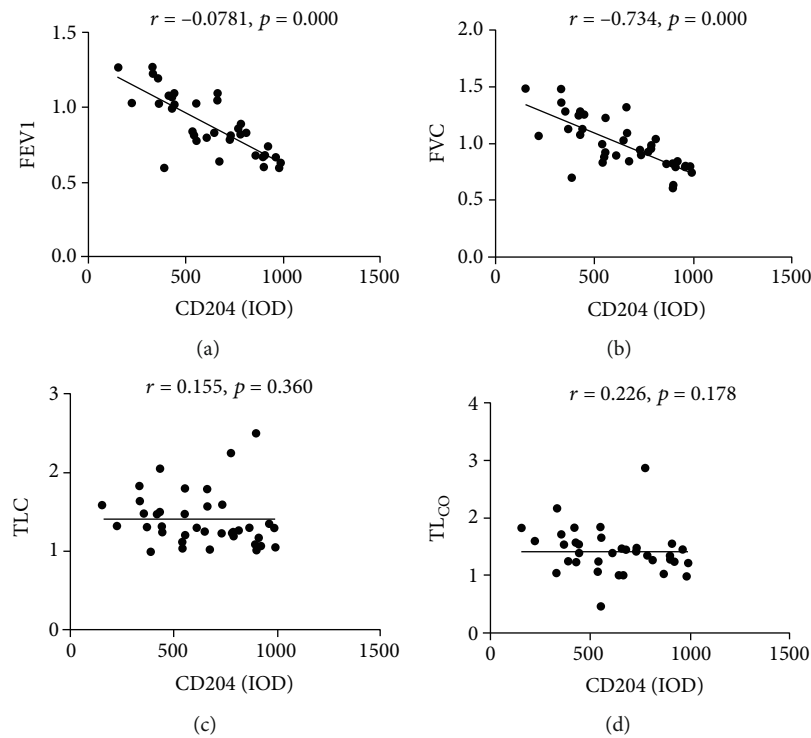 r = –0.0781, p = 0.000
1.5
1.0
0.5
0.0
FEV1
0
500
1000
1500
CD204 (IOD)
(a)
r = –0.734, p = 0.000
2.0
1.5
1.0
0.5
0
FVC
0
500
1000
1500
CD204 (IOD)
(b)
r = 0.155, p = 0.360
3
2
1
0
TLC
0
500
1000
1500
CD204 (IOD)
(c)
r = 0.226, p = 0.178
4
3
2
1
0
TLCO
0
500
1000
1500
CD204 (IOD)
(d)